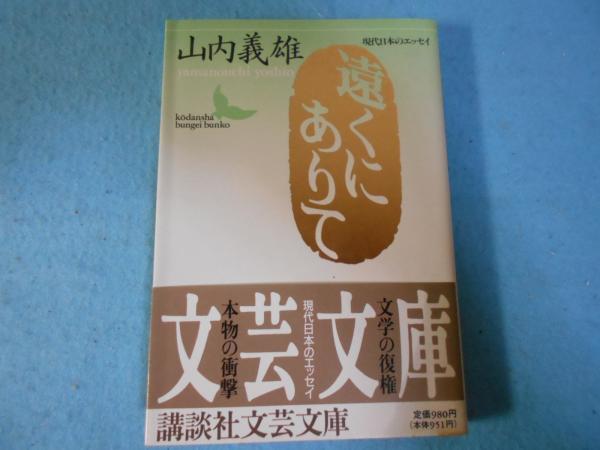 現代日本のエッセイ
山内義雄
yamanouchi yoshio
遠くに
ありて
kōdansha
bungei bunko
文芸文庫
文学の復権
現代日本のエッセイ
本物の衝撃
講談社文芸文庫
定価980円
(本体951円)